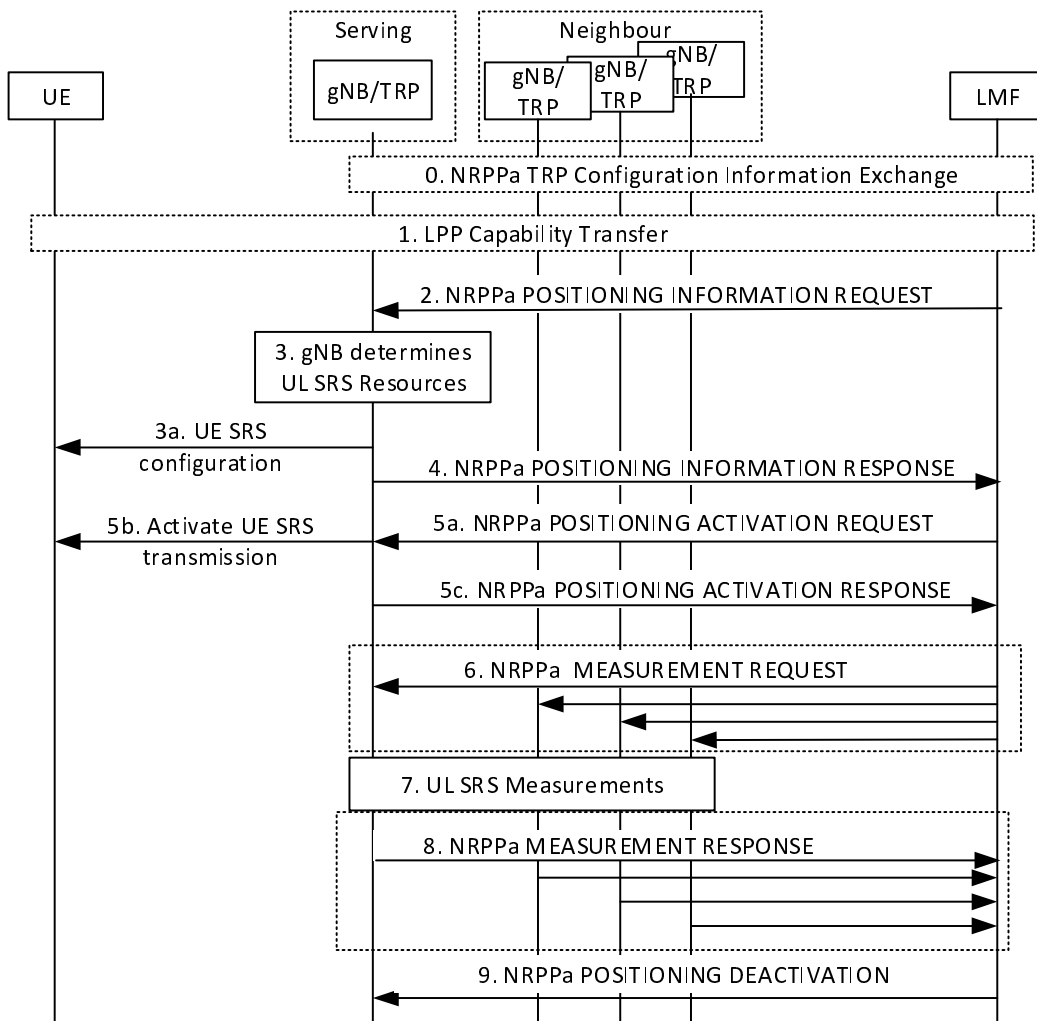 Serving
Neighbour
gNB/TRP
gNB/
TRP
gNB/
TRP
gNB/
TRP
UE
LMF
0. NRPPa TRP Configuration Information Exchange
1. LPP Capability Transfer
2. NRPPa POSITIONING INFORMATION REQUEST
3. gNB determines
UL SRS Resources
3a. UE SRS
configuration
4. NRPPa POSITIONING INFORMATION RESPONSE
5b. Activate UE SRS
transmission
5a. NRPPa POSITIONING ACTIVATION REQUEST
5c. NRPPa POSITIONING ACTIVATION RESPONSE
6. NRPPa MEASUREMENT REQUEST
7. UL SRS Measurements
8. NRPPa MEASUREMENT RESPONSE
9. NRPPa POSITIONING DEACTIVATION